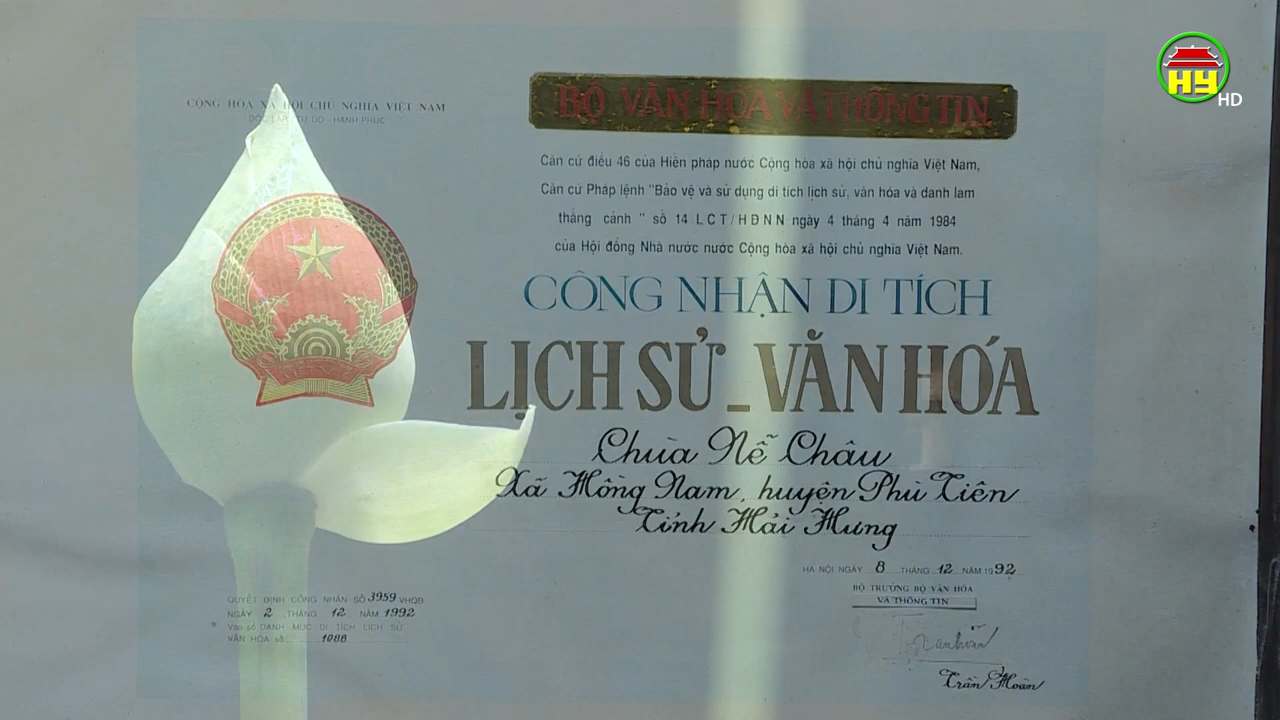 HY HD
CỘNG HÒA XÃ HỘI CHỦ NGHĨA VIỆT NAM
ĐỘC LẬP TỰ DO - HẠNH PHÚC
BỘ VĂN HÓA VÀ THÔNG TIN
Căn cứ điều 46 của Hiến pháp nước Cộng hòa xã hội chủ nghĩa Việt Nam,
Căn cứ Pháp lệnh "Bảo vệ và sử dụng di tích lịch sử, văn hóa và danh lam
thắng cảnh " số 14 LCT/HĐNN ngày 4 tháng 4 năm 1984
của Hội đồng Nhà nước nước Cộng hòa xã hội chủ nghĩa Việt Nam.
CÔNG NHẬN DI TÍCH
LỊCH SỬ _ VĂN HÓA
Chùa Nễ Châu
Xã Hồng Nam, huyện Phù Tiên
Tỉnh Hải Hưng
HÀ NỘI NGÀY 8 THÁNG 12 NĂM 1992
BỘ TRƯỞNG BỘ VĂN HÓA
VÀ THÔNG TIN
Trần Hoàn
QUYẾT ĐỊNH CÔNG NHẬN SỐ 3959 VHQĐ
NGÀY 2 THÁNG 12 NĂM 1992
Vào số DANH MỤC DI TÍCH LỊCH SỬ
VĂN HÓA số 1088